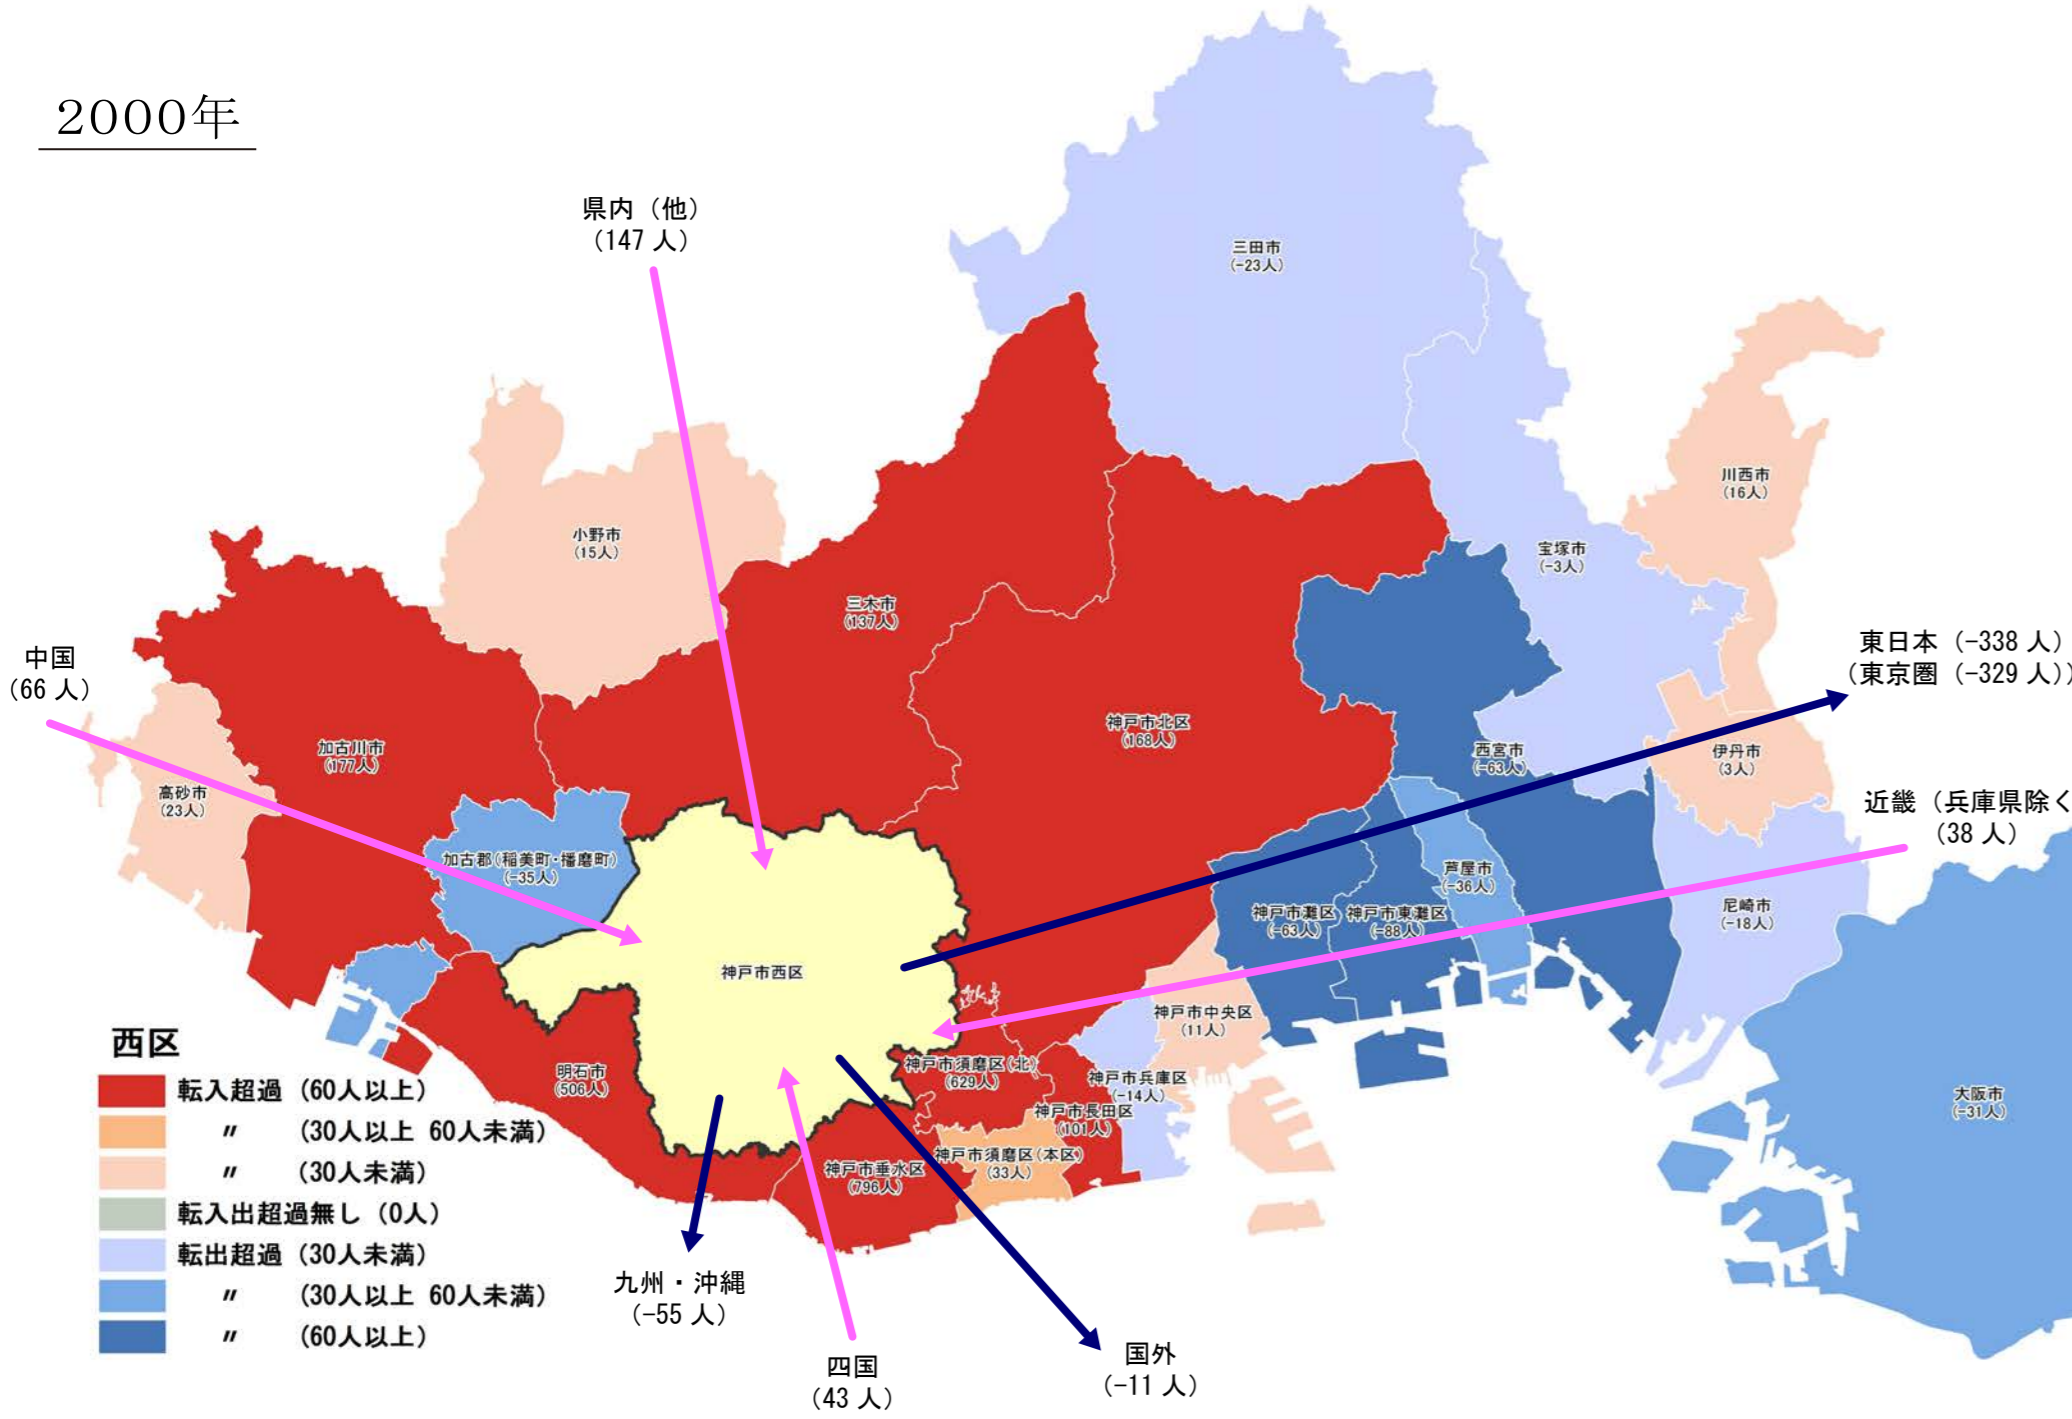 2000年
県内（他）
（147 人）
三田市
(-23人)
川西市
(16人)
小野市
(15人)
宝塚市
(-3人)
三木市
(137人)
東日本（-338 人）
（東京圏（-329 人））
中国
（66 人）
神戸市北区
(168人)
加古川市
(177人)
西宮市
(-63人)
伊丹市
(3人)
高砂市
(23人)
近畿（兵庫県除く
（38 人）
加古郡(稲美町・播磨町)
(-35人)
芦屋市
(-36人)
神戸市灘区
(-63人)
神戸市東灘区
(-88人)
尼崎市
(-18人)
神戸市西区
神戸市中央区
(11人)
明石市
(506人)
神戸市須磨区(北)
(629人)
神戸市兵庫区
(-14人)
神戸市長田区
(101人)
大阪市
(-31人)
神戸市垂水区
(796人)
神戸市須磨区(本区)
(33人)
西区
転入超過（60人以上）
〃 （30人以上 60人未満）
〃 （30人未満）
転入出超過無し（0人）
転出超過（30人未満）
〃 （30人以上 60人未満）
〃 （60人以上）
九州・沖縄
（-55 人）
四国
（43 人）
国外
（-11 人）